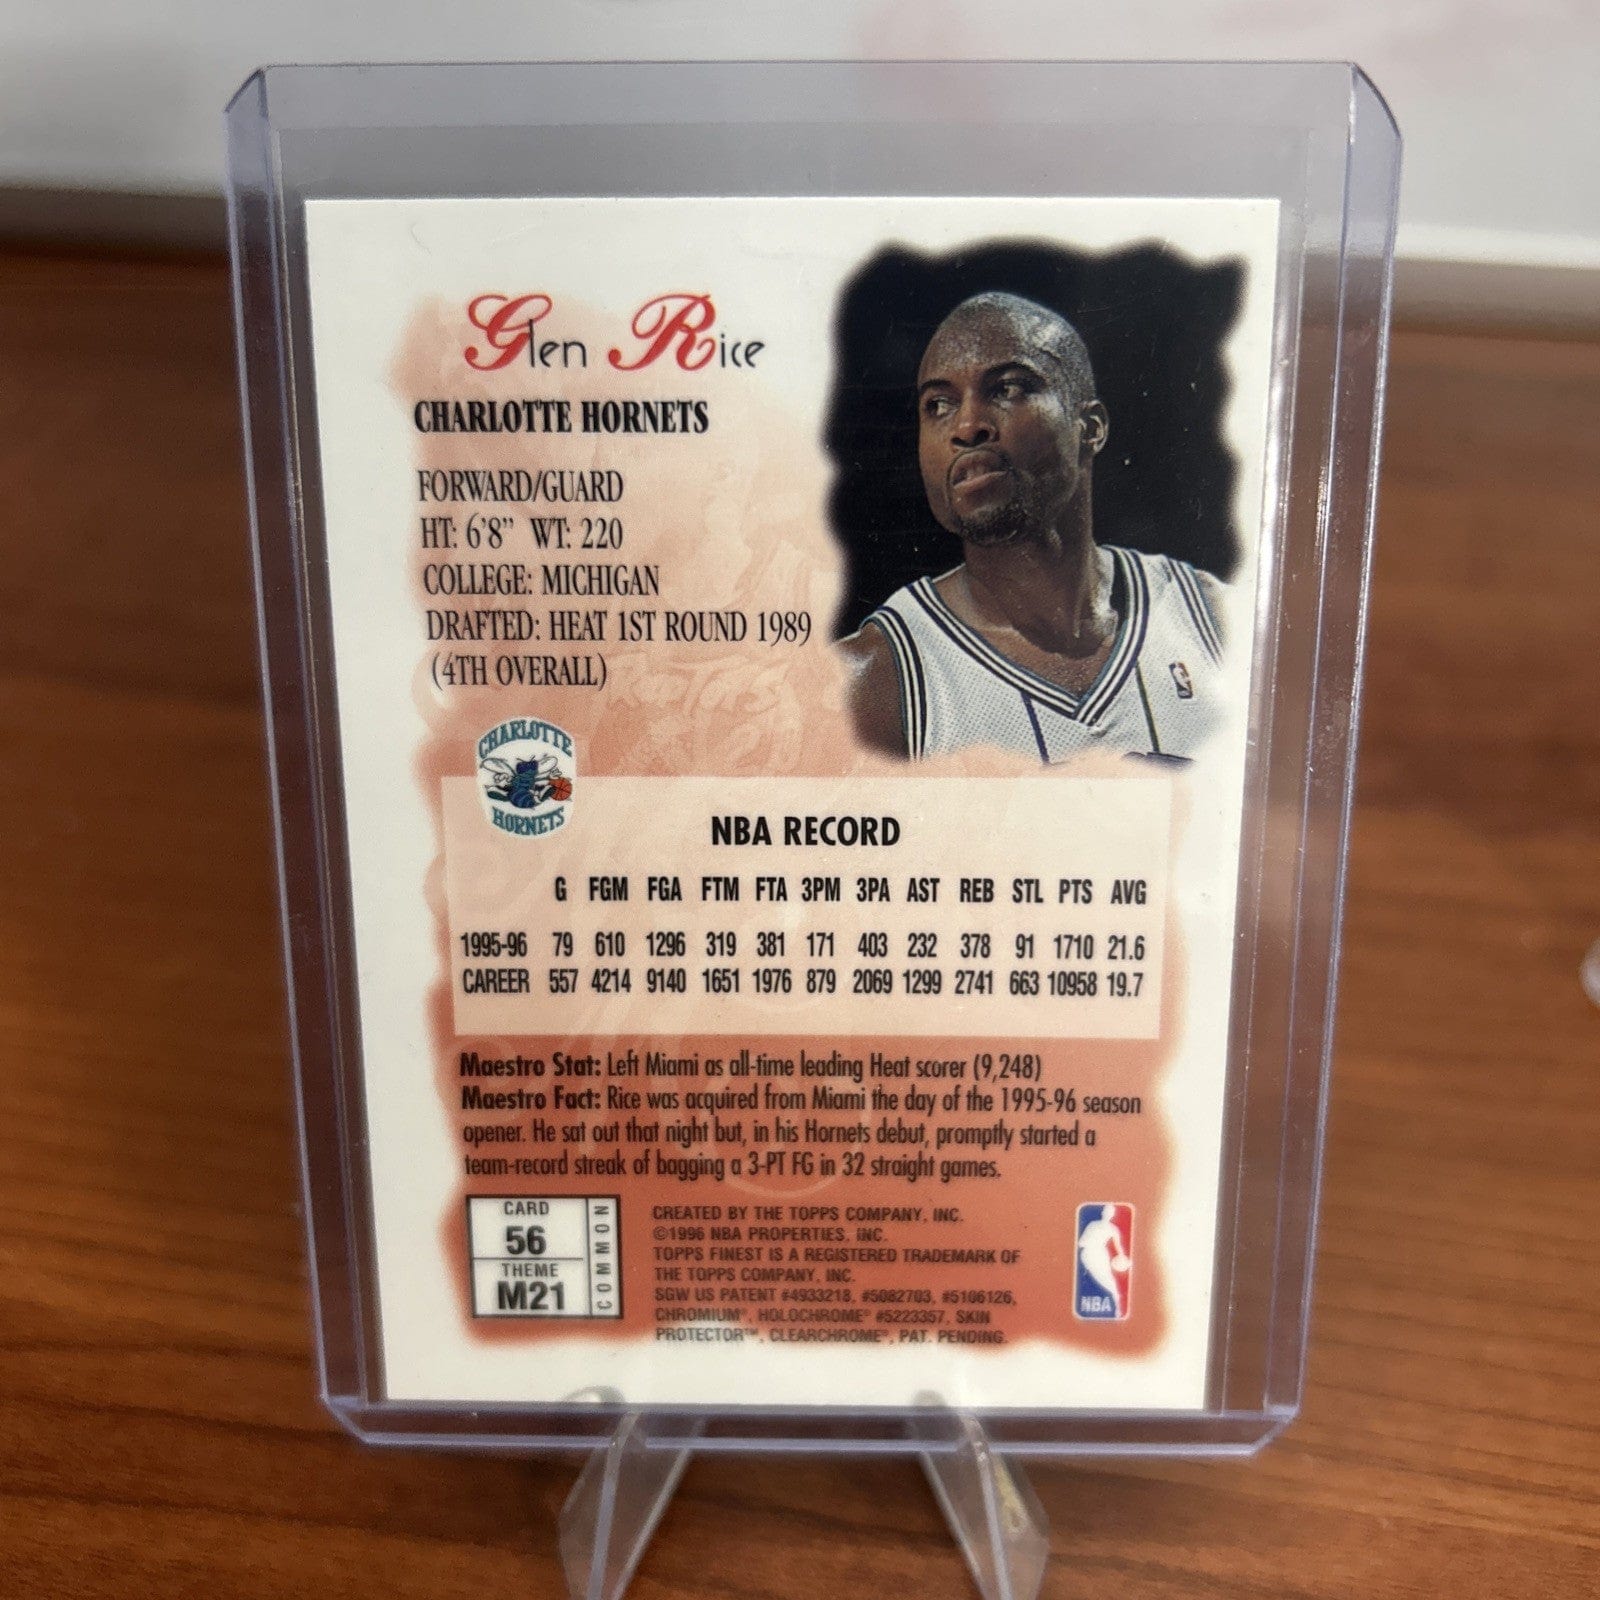 Glen Rice
CHARLOTTE HORNETS
FORWARD/GUARD
HT: 6'8" WT: 220
COLLEGE: MICHIGAN
DRAFTED: HEAT 1ST ROUND 1989
(4TH OVERALL)
RAPTORS
CHARLOTTE
HORNETS
NBA RECORD
G FGM FGA FTM FTA 3PM 3PA AST REB STL PTS AVG
1995-96 79 610 1296 319 381 171 403 232 378 91 1710 21.6
CAREER 557 4214 9140 1651 1976 879 2069 1299 2741 663 10958 19.7
Maestro Stat: Left Miami as all-time leading Heat scorer (9,248)
Maestro Fact: Rice was acquired from Miami the day of the 1995-96 season
opener. He sat out that night but, in his Hornets debut, promptly started a
team-record streak of bagging a 3-PT FG in 32 straight games.
CARD
56
THEME
M21
COMMON
CREATED BY THE TOPPS COMPANY, INC.
©1996 NBA PROPERTIES, INC.
TOPPS FINEST IS A REGISTERED TRADEMARK OF
THE TOPPS COMPANY, INC.
SGW US PATENT #4933218, #5082703, #5106126,
CHROMIUM®, HOLOCHROME® #5223357, SKIN
PROTECTOR™, CLEARCHROME®, PAT. PENDING.
NBA